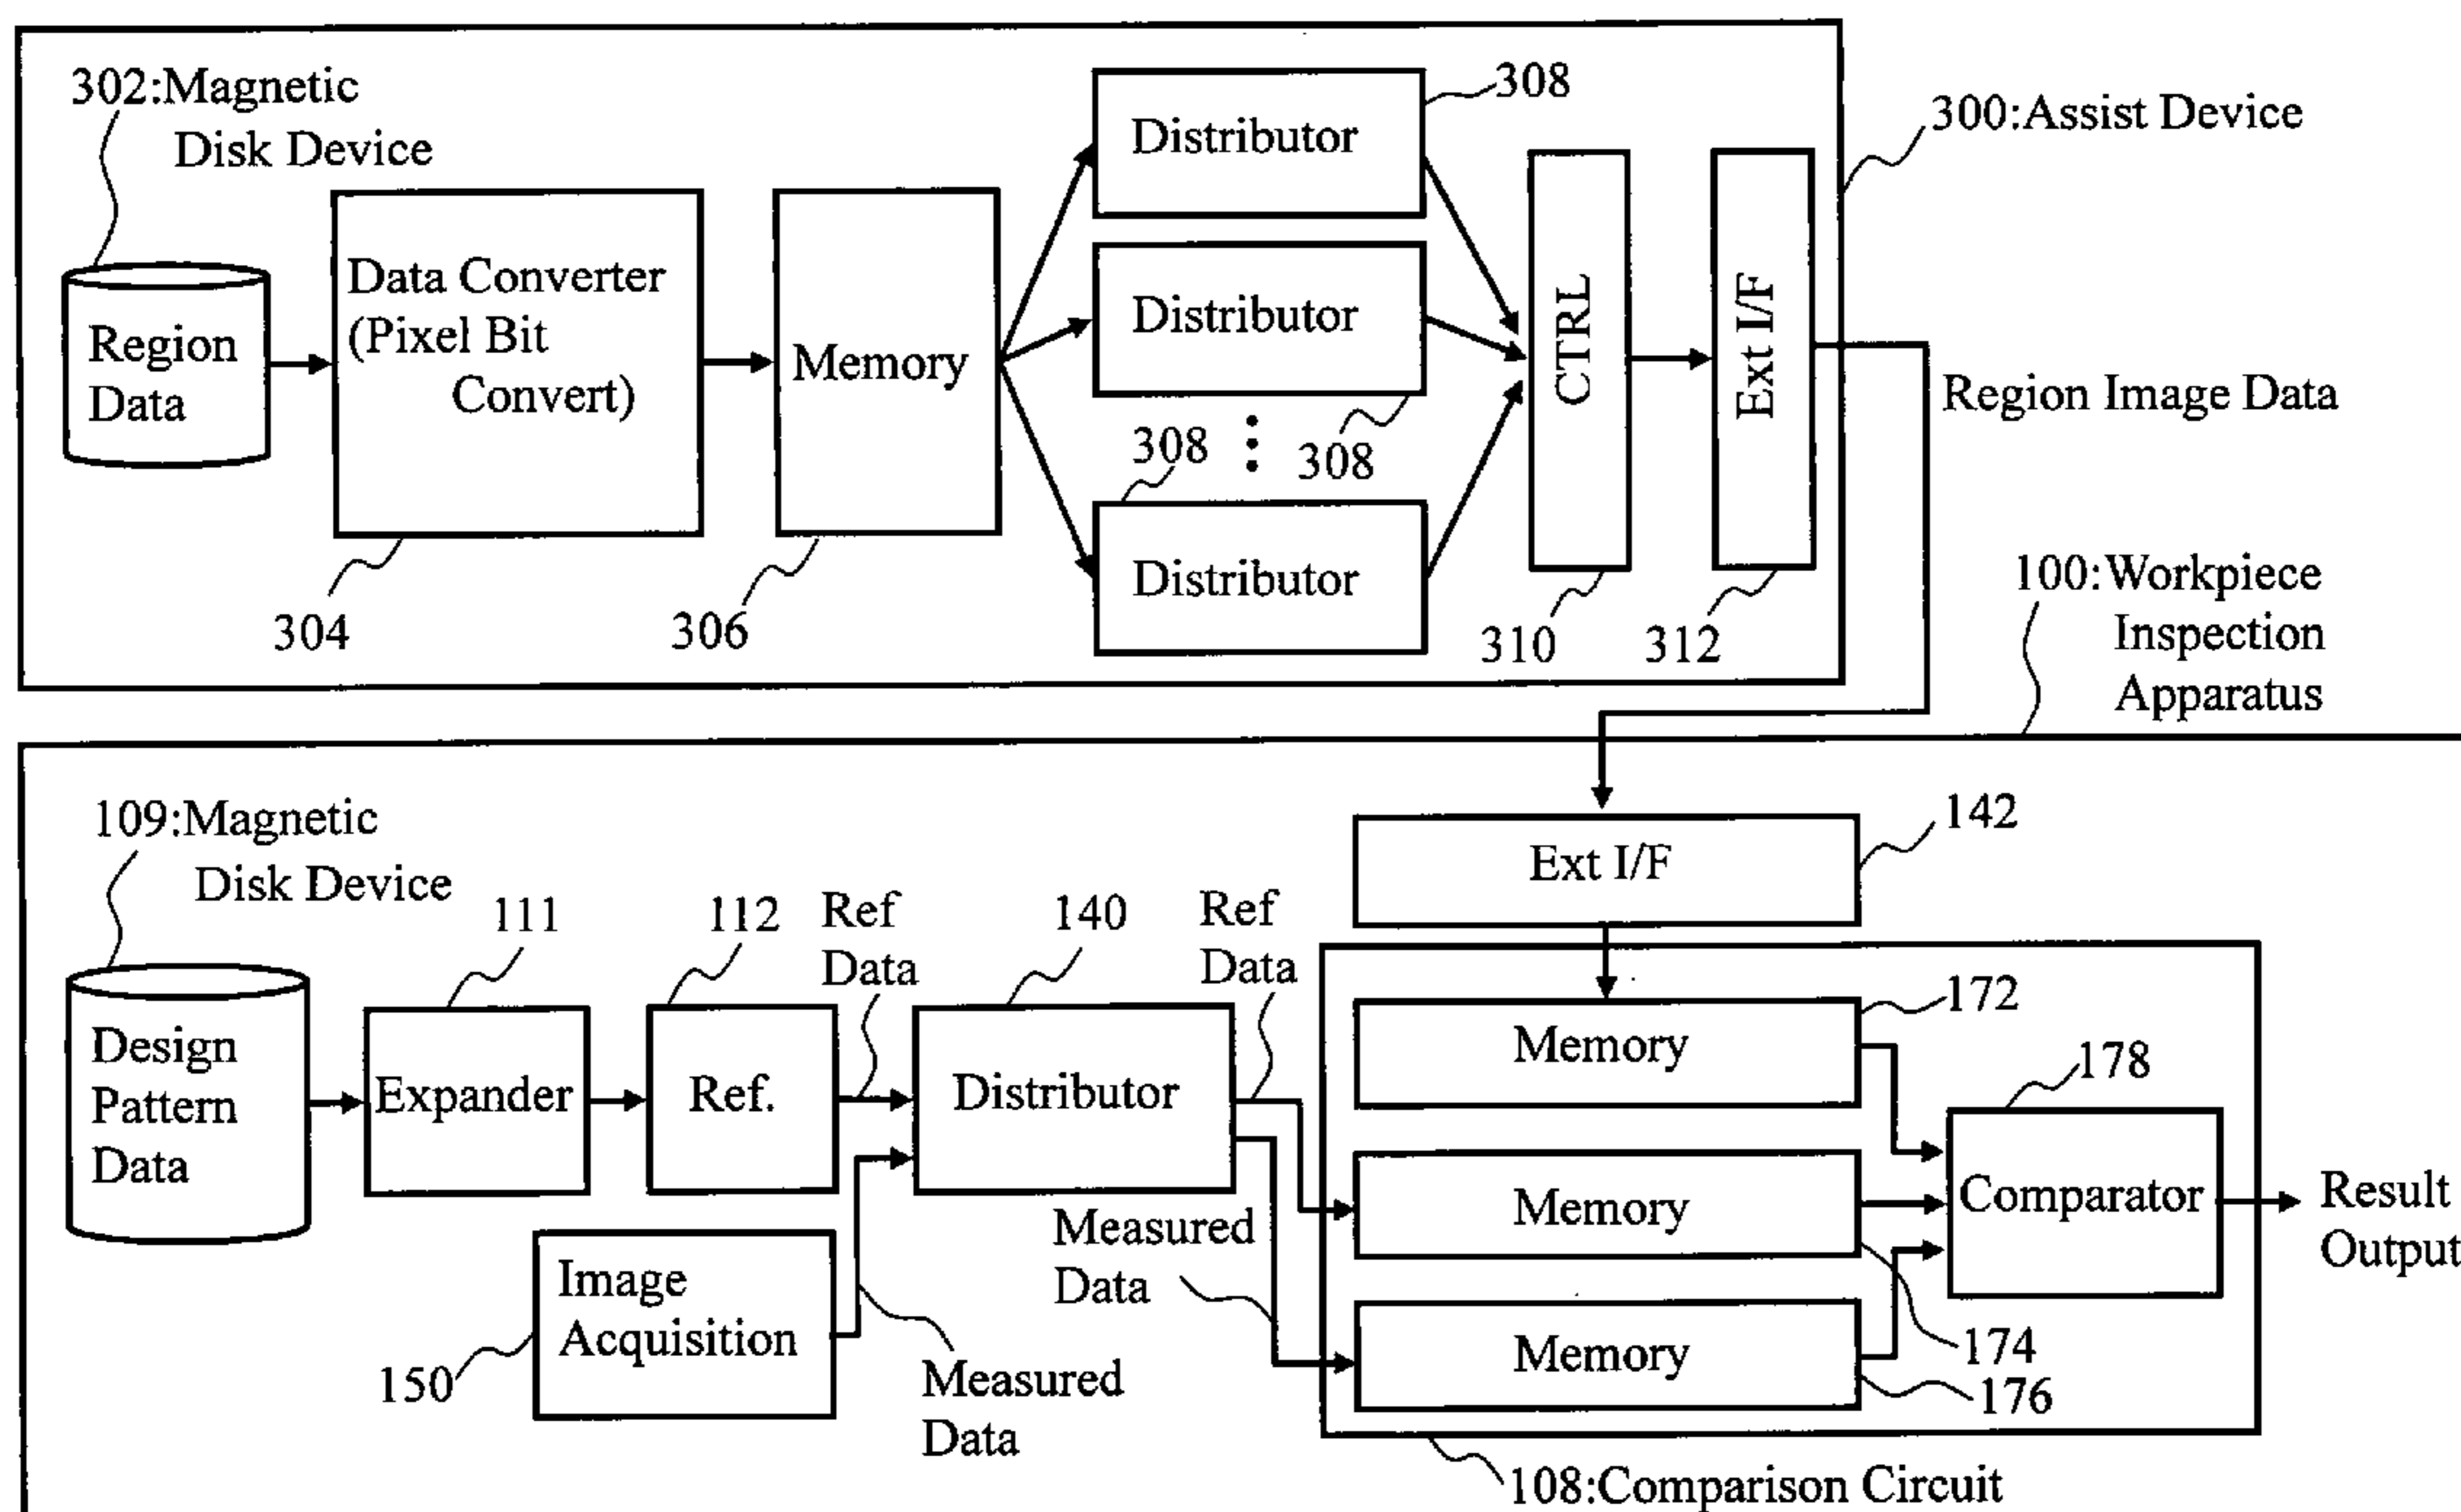 302:Magnetic
Disk Device
Region
Data
Data Converter
(Pixel Bit
Convert)
304
Memory
306
Distributor
308
Distributor
308
308
Distributor
CTRL
310
Ext I/F
312
300:Assist Device
Region Image Data
100:Workpiece
Inspection
Apparatus
109:Magnetic
Disk Device
Design
Pattern
Data
111
Expander
112
Ref.
Ref
Data
140
Distributor
Ref
Data
Image
Acquisition
150
Measured
Data
Measured
Data
Ext I/F
142
Memory
172
Memory
174
Memory
176
178
Comparator
Result
Output
108:Comparison Circuit